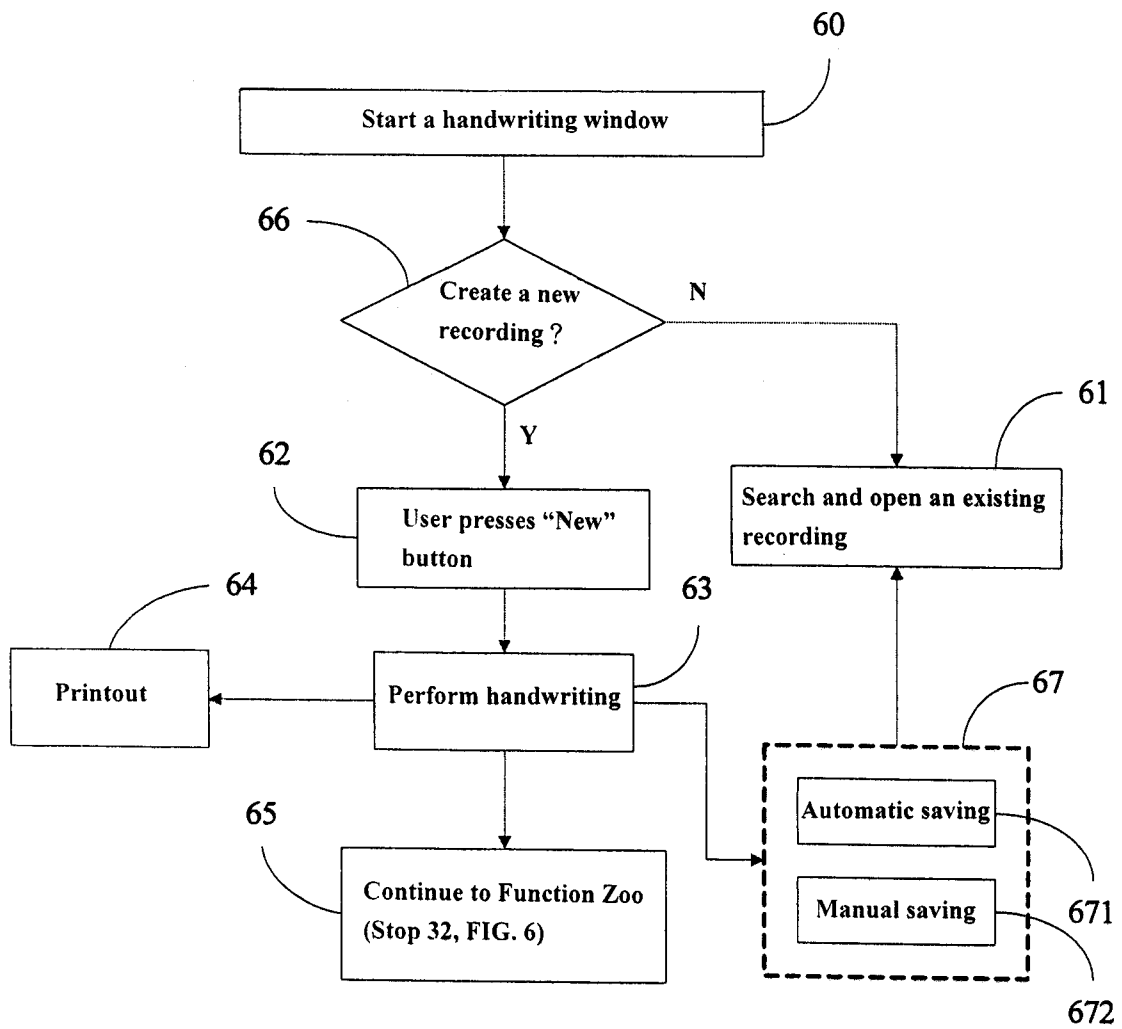 60
Start a handwriting window
66
Create a new
recording ?
N
61
Y
62
Search and open an existing
recording
User presses “New”
button
64
63
Printout
Perform handwriting
67
Automatic saving
65
Continue to Function Zoo
(Stop 32, FIG. 6)
Manual saving
671
672